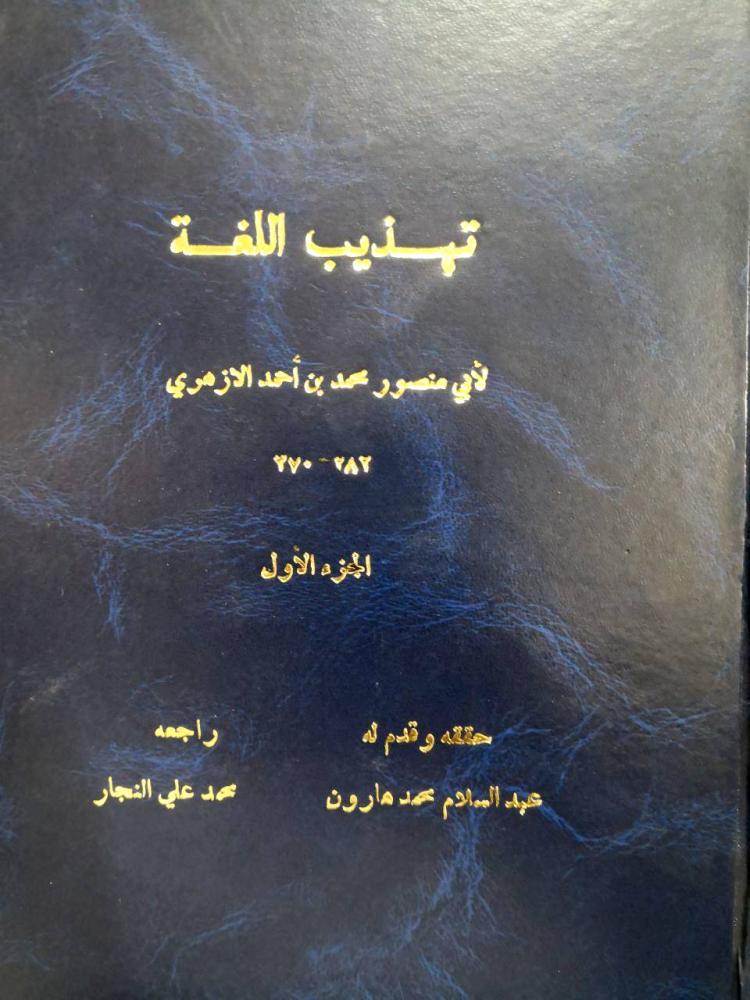 تهذيب اللغة
لأبي منصور محمد بن أحمد الازهري
٢٨٢ - ٣٧٠
الجزء الأول
حققه وقدم له
عبد السلام محمد هارون
راجعه
محمد علي النجار